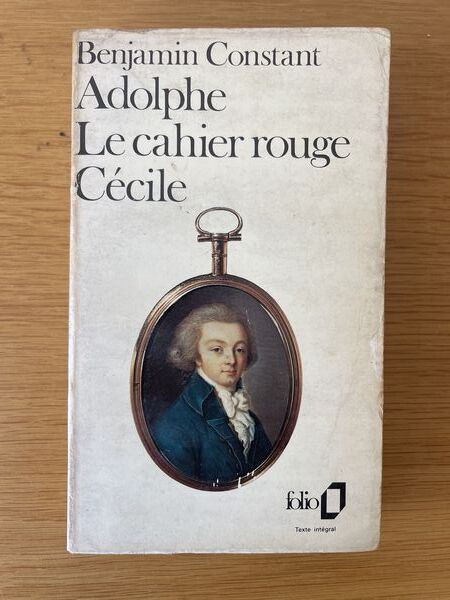 Benjamin Constant
Adolphe
Le cahier rouge
Cécile
folio
Texte intégral